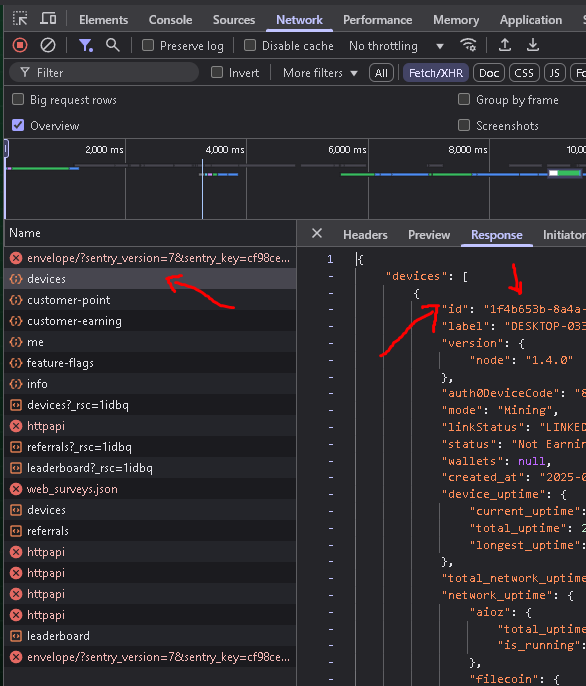 Elements Console Sources Network Performance Memory Application
Preserve log Disable cache No throttling
Filter Invert More filters All Fetch/XHR Doc CSS JS Fo
Big request rows Group by frame
Overview Screenshots
2,000 ms 4,000 ms 6,000 ms 8,000 ms 10,00
Name
envelope/?sentry_version=7&sentry_key=cf98ce...
devices
customer-point
customer-earning
me
feature-flags
info
devices?_rsc=1idbq
httpapi
referrals?_rsc=1idbq
leaderboard?_rsc=1idbq
web_surveys.json
devices
referrals
httpapi
httpapi
httpapi
httpapi
leaderboard
envelope/?sentry_version=7&sentry_key=cf98ce...
Headers Preview Response Initiator
1 {
- "devices": [
- {
- "id": "1f4b653b-8a4a-
- "label": "DESKTOP-033
- "version": {
- "node": "1.4.0"
- },
- "auth0DeviceCode": "8
- "mode": "Mining",
- "linkStatus": "LINKED
- "status": "Not Earnin
- "wallets": null,
- "created_at": "2025-0
- "device_uptime": {
- "current_uptime":
- "total_uptime": 2
- "longest_uptime":
- },
- "total_network_uptime
- "network_uptime": {
- "aioz": {
- "total_uptime
- "is_running":
- },
- "filecoin": {